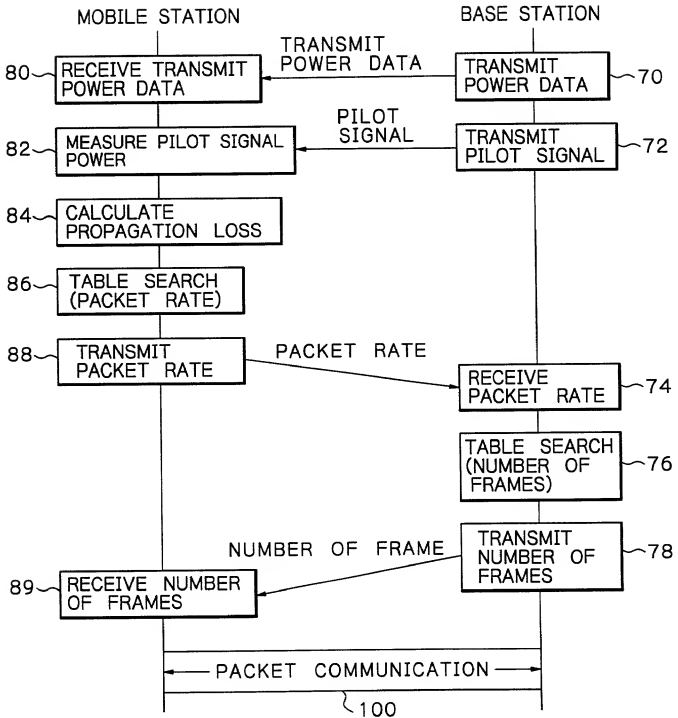 MOBILE STATION
BASE STATION
80
RECEIVE TRANSMIT
POWER DATA
TRANSMIT
POWER DATA
TRANSMIT
POWER DATA
70
82
MEASURE PILOT SIGNAL
POWER
PILOT
SIGNAL
TRANSMIT
PILOT SIGNAL
72
84
CALCULATE
PROPAGATION LOSS
86
TABLE SEARCH
(PACKET RATE)
88
TRANSMIT
PACKET RATE
PACKET RATE
RECEIVE
PACKET RATE
74
TABLE SEARCH
(NUMBER OF
FRAMES)
76
NUMBER OF FRAME
TRANSMIT
NUMBER OF
FRAMES
78
89
RECEIVE NUMBER
OF FRAMES
PACKET COMMUNICATION
100